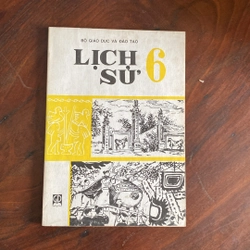 BỘ GIÁO DỤC VÀ ĐÀO TẠO
LỊCH
SỬ 6